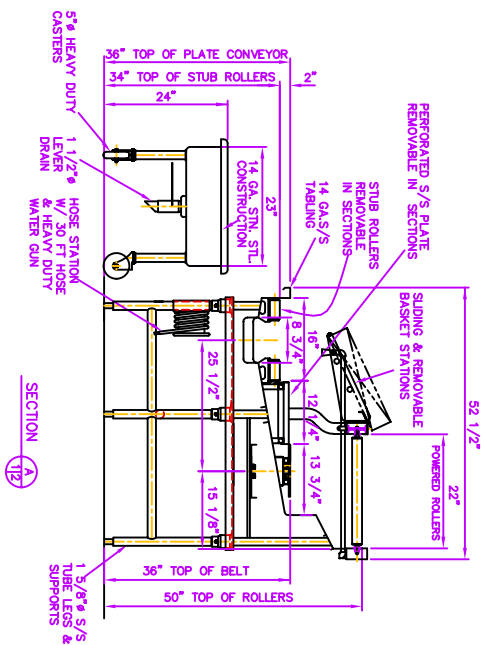 52 1/2"
22"
POWERED ROLLERS
SLIDING & REMOVABLE
BASKET STATIONS
PERFORATED S/S PLATE
REMOVABLE IN SECTIONS
STUB ROLLERS
REMOVABLE
IN SECTIONS
14 GA.S/S
TABLING
2"
36" TOP OF PLATE CONVEYOR
34" TOP OF STUB ROLLERS
24"
23"
14 GA. STN. STL.
CONSTRUCTION
16"
8 3/4"
12 1/4"
13 3/4"
25 1/2"
15 1/8"
5"ø HEAVY DUTY
CASTERS
1 1/2"ø
LEVER
DRAIN
HOSE STATION
W/ 30 FT HOSE
& HEAVY DUTY
WATER GUN
36" TOP OF BELT
50" TOP OF ROLLERS
1 5/8"ø S/S
TUBE LEGS &
SUPPORTS
SECTION
A
112